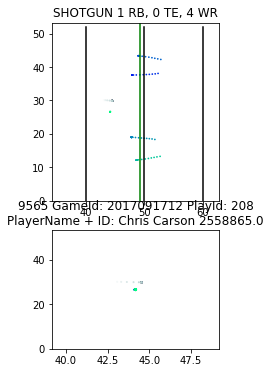 SHOTGUN 1 RB, 0 TE, 4 WR
50
40
30
20
10
0
40 50 60
9565 GameId: 2017091712 PlayId: 208
PlayerName + ID: Chris Carson 2558865.0
40
20
0
40.0 42.5 45.0 47.5